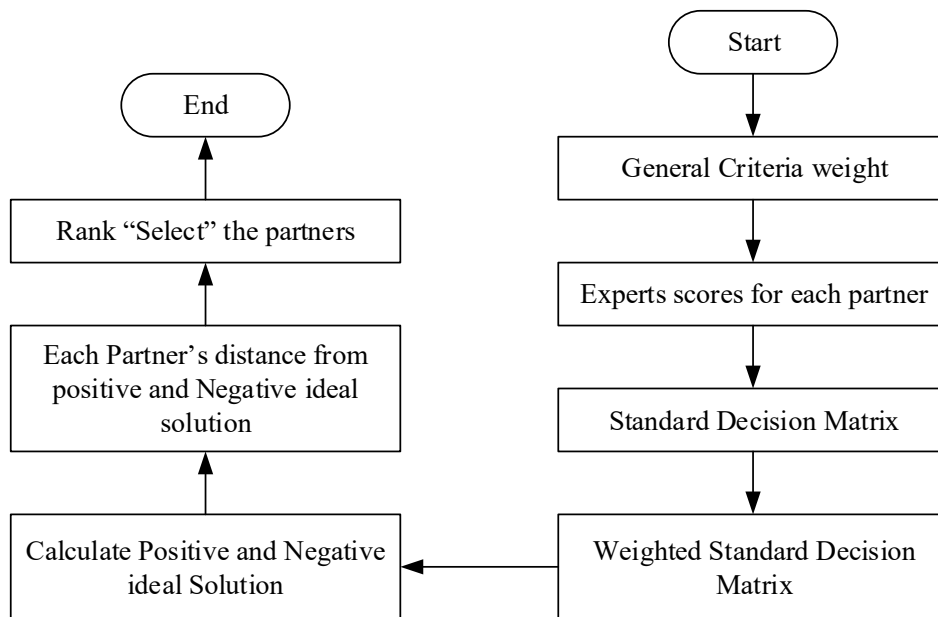 Start
General Criteria weight
Experts scores for each partner
Standard Decision Matrix
Weighted Standard Decision
Matrix
Calculate Positive and Negative
ideal Solution
Each Partner’s distance from
positive and Negative ideal
solution
Rank “Select” the partners
End